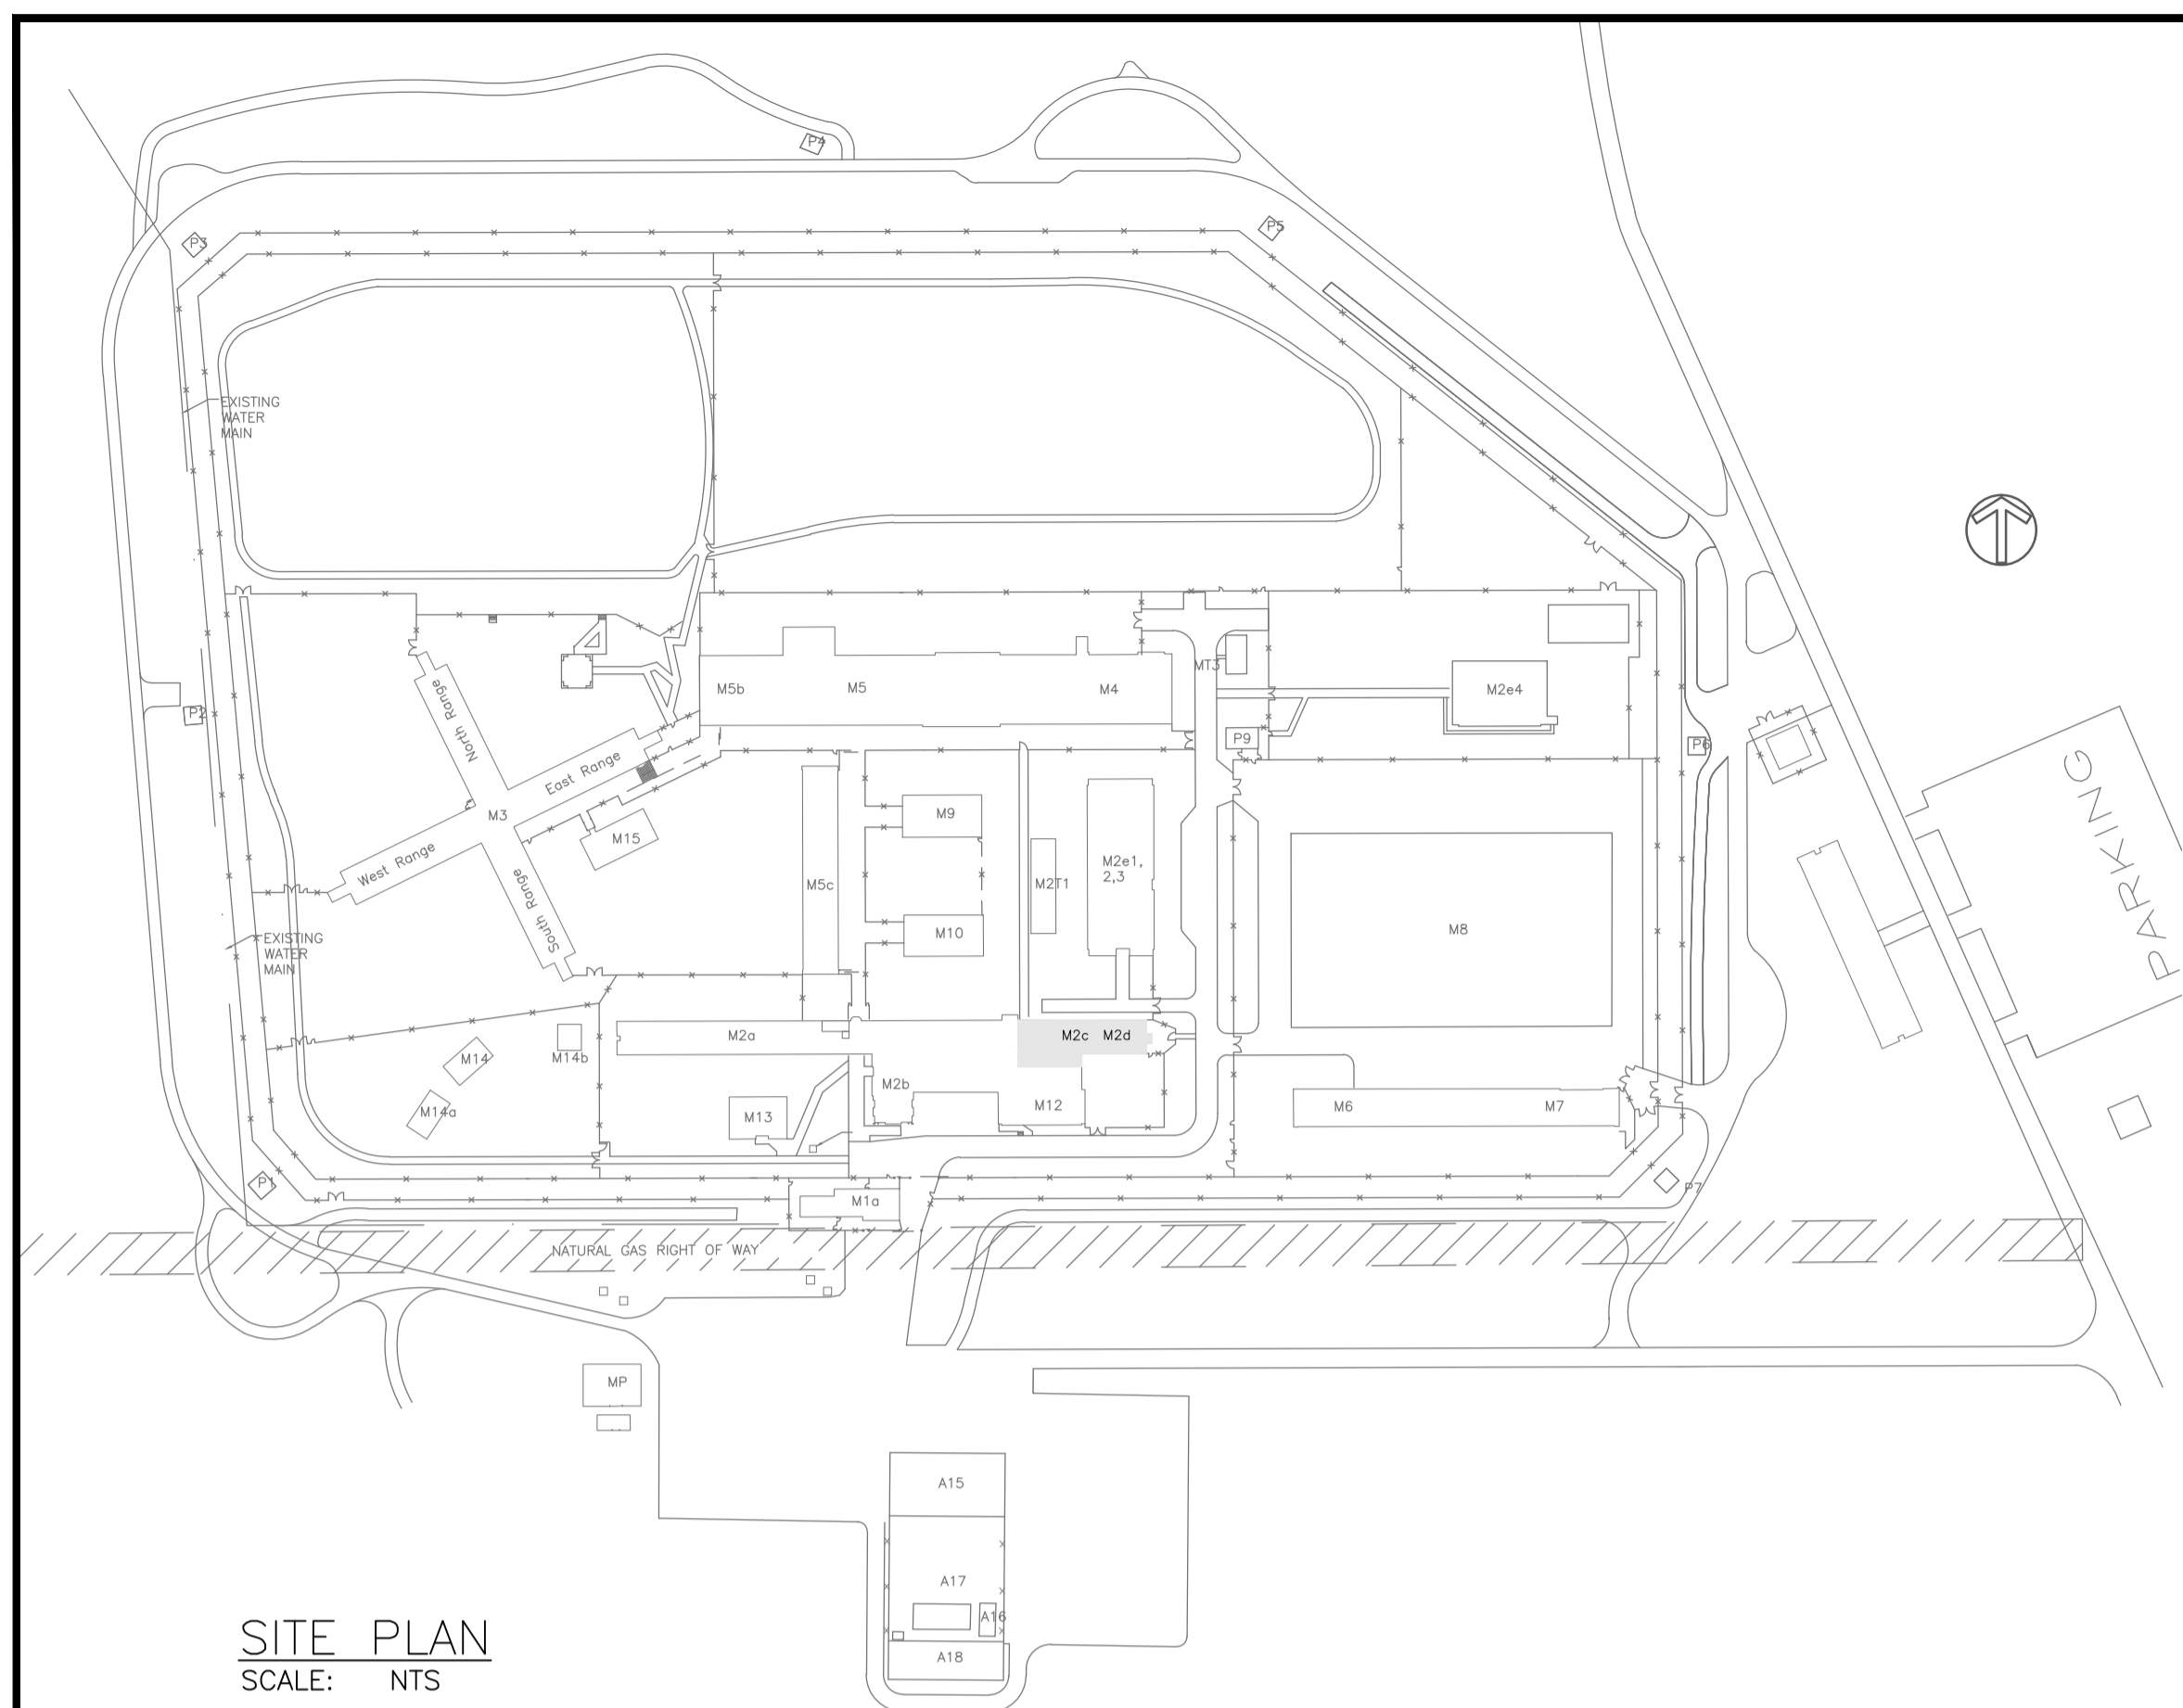 P4
P5
P3
EXISTING
WATER
MAIN
MT3
M5b
M5
M4
M2e4
North Range
P2
P9
P6
East Range
PARKING
M3
M9
M15
West Range
M2e1,
2,3
M5c
M2T1
South Range
M10
M8
EXISTING
WATER
MAIN
M2a
M2c
M2d
M14
M14b
M2b
M14a
M13
M12
M6
M7
P1
P7
M1a
NATURAL GAS RIGHT OF WAY
MP
A15
A17
A16
A18
SITE PLAN
SCALE: NTS